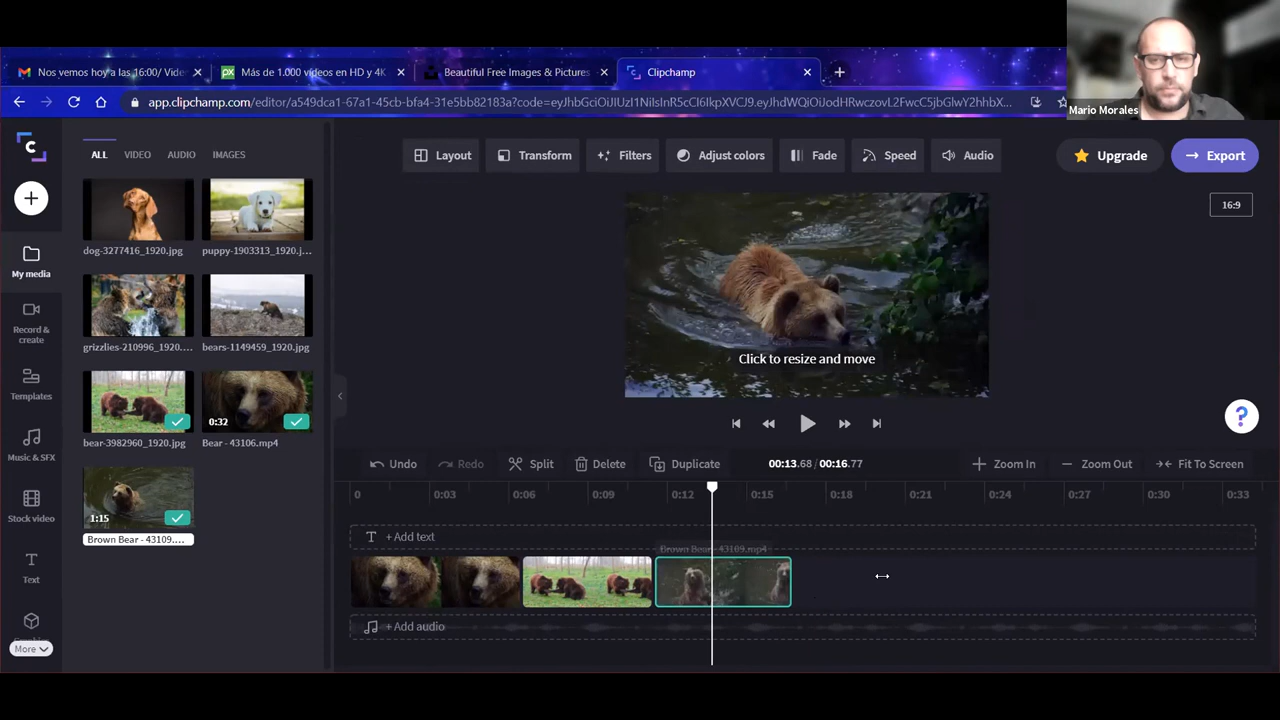 Nos vemos hoy a las 16:00/ Vide
Más de 1.000 vídeos en HD y 4K
Beautiful Free Images & Pictures
Clipchamp
app.clipchamp.com/editor/a549dca1-67a1-45cb-bfa4-31e5bb82183a?code=eyJhbGciOiJIUzI1NiIsInR5cCI6IkpXVCJ9.eyJhdWQiOiJodHRwczovL2FwcC5jbGlwY2hhbX...
Mario Morales
ALL
VIDEO
AUDIO
IMAGES
Layout
Transform
Filters
Adjust colors
Fade
Speed
Audio
Upgrade
Export
16:9
My media
Record &
create
Templates
Music & SFX
Stock video
Text
More
dog-3277416_1920.jpg
puppy-1903313_1920.j...
grizzlies-210996_1920....
bears-1149459_1920.jpg
bear-3982960_1920.jpg
0:32
Bear - 43106.mp4
1:15
Brown Bear - 43109....
Click to resize and move
Undo
Redo
Split
Delete
Duplicate
00:13.68 / 00:16.77
Zoom In
Zoom Out
Fit To Screen
0
0:03
0:06
0:09
0:12
0:15
0:18
0:21
0:24
0:27
0:30
0:33
+ Add text
Brown Bear - 43109.mp4
+ Add audio